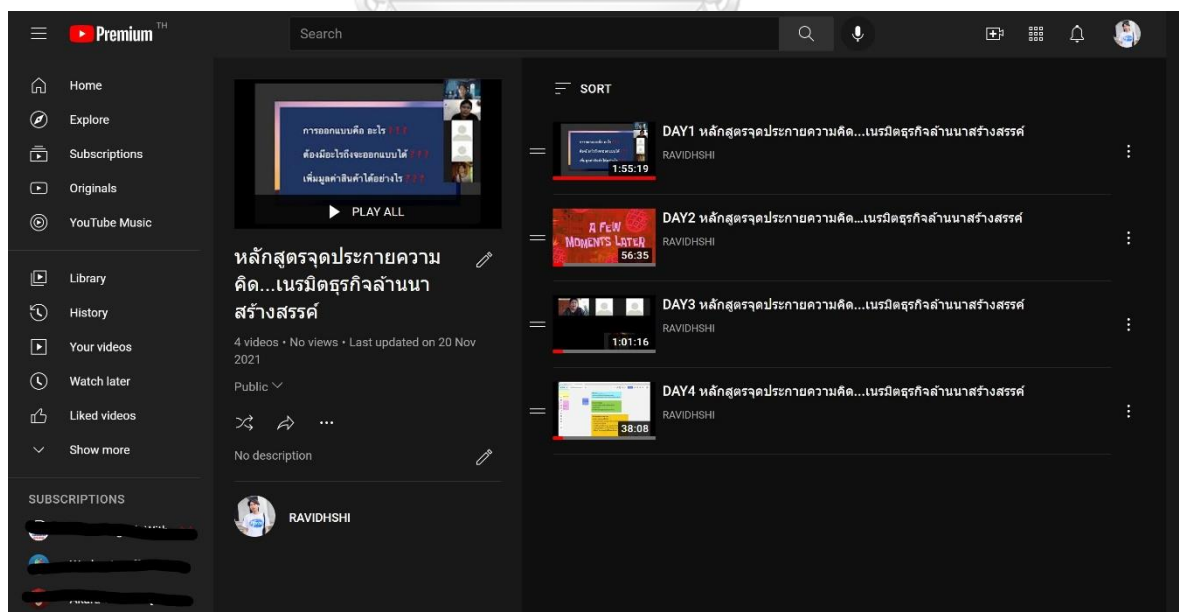 Premium TH
Search
Home
Explore
Subscriptions
Originals
YouTube Music
Library
History
Your videos
Watch later
Liked videos
Show more
SUBSCRIPTIONS
การออกแบบคือ อะไร ???
ต้องมีอะไรถึงจะออกแบบได้ ???
เพิ่มมูลค่าสินค้าได้อย่างไร ???
PLAY ALL
หลักสูตรจุดประกายความ
คิด...เนรมิตธุรกิจล้านนา
สร้างสรรค์
4 videos • No views • Last updated on 20 Nov
2021
Public
No description
RAVIDHSHI
SORT
1:55:19
DAY1 หลักสูตรจุดประกายความคิด...เนรมิตธุรกิจล้านนาสร้างสรรค์
RAVIDHSHI
A FEW
MOMENTS LATER
56:35
DAY2 หลักสูตรจุดประกายความคิด...เนรมิตธุรกิจล้านนาสร้างสรรค์
RAVIDHSHI
1:01:16
DAY3 หลักสูตรจุดประกายความคิด...เนรมิตธุรกิจล้านนาสร้างสรรค์
RAVIDHSHI
38:08
DAY4 หลักสูตรจุดประกายความคิด...เนรมิตธุรกิจล้านนาสร้างสรรค์
RAVIDHSHI